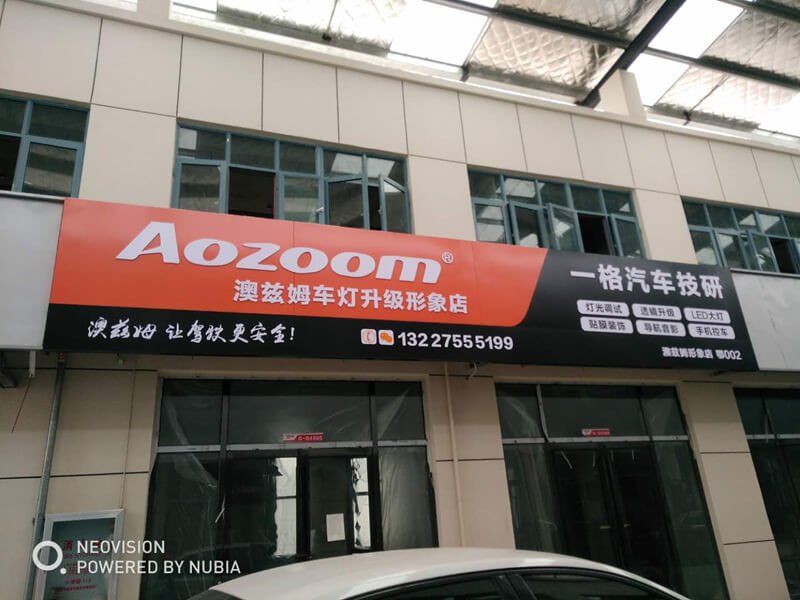 Aozoom®
澳兹姆车灯升级形象店
澳兹姆 让驾驶更安全!
13227555199
一格汽车技研
灯光调试 透镜升级 LED大灯
贴膜装饰 导航音影 手机控车
澳兹姆形象店 鄂002
NEOVISION
POWERED BY NUBIA